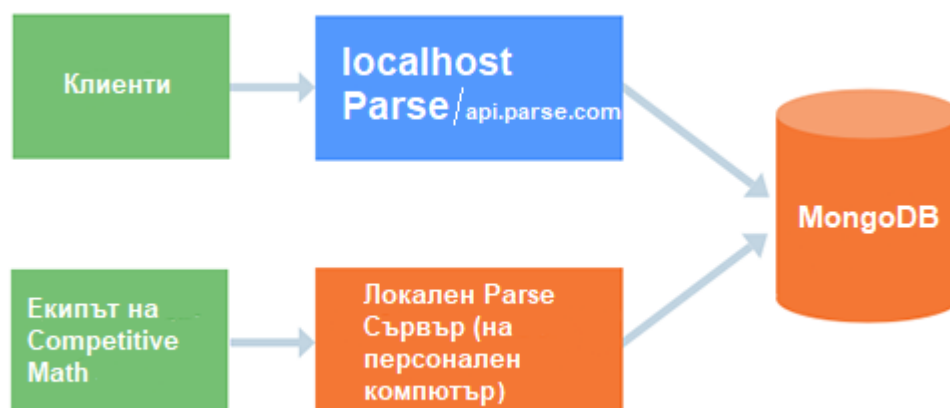 Клиенти
localhost
Parse/api.parse.com
MongoDB
Екипът на
Competitive
Math
Локален Parse
Сървър (на
персонален
компютър)